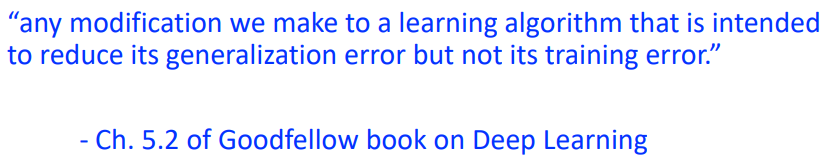 “any modification we make to a learning algorithm that is intended
to reduce its generalization error but not its training error.”
- Ch. 5.2 of Goodfellow book on Deep Learning